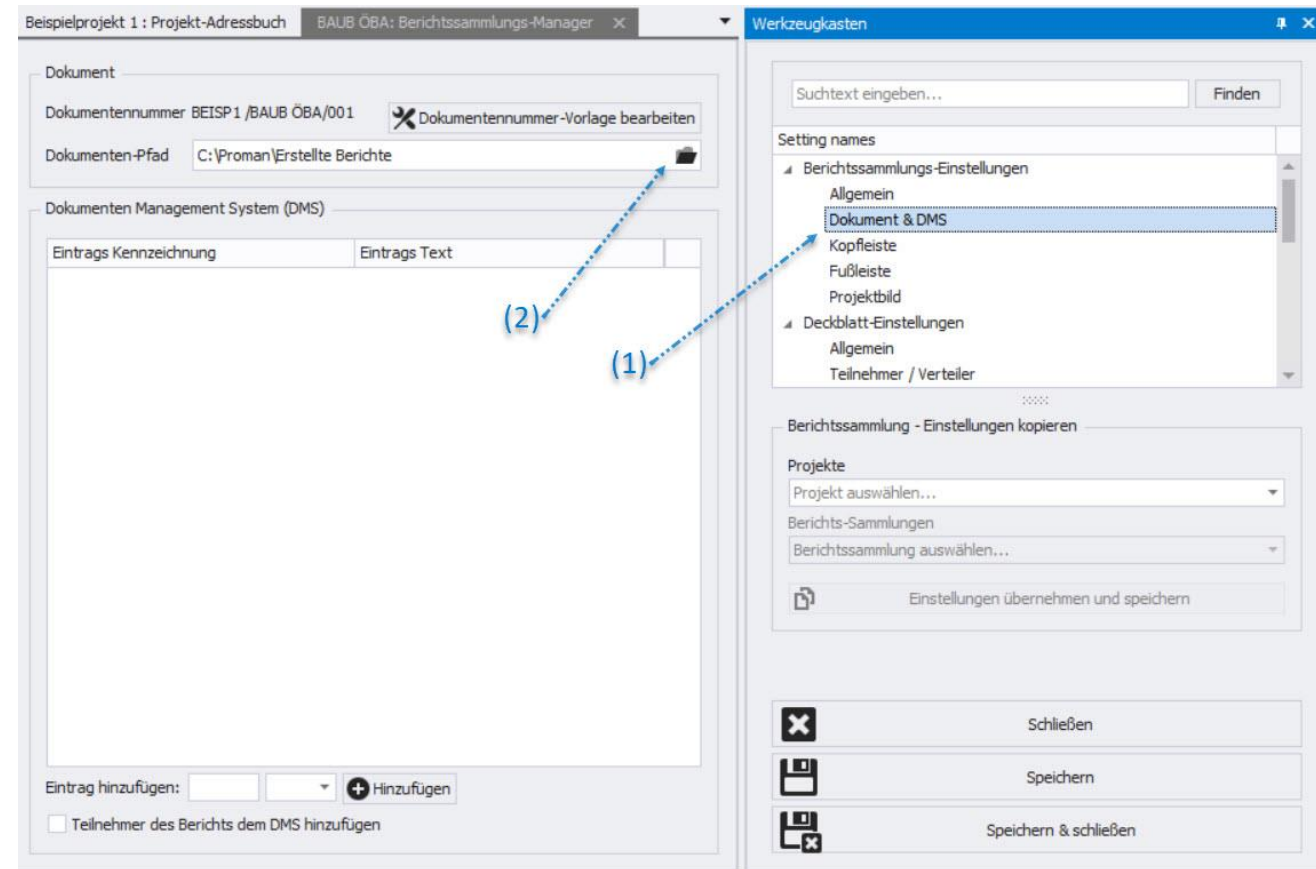 Beispielprojekt 1 : Projekt-Adressbuch
BAUB ÖBA: Berichtssammlungs-Manager
Dokument
Dokumentennummer BEISP1 /BAUB ÖBA/001
Dokumentennummer-Vorlage bearbeiten
Dokumenten-Pfad
C:\Proman\Erstellte Berichte
Dokumenten Management System (DMS)
Eintrags Kennzeichnung
Eintrags Text
(2)
(1)
Eintrag hinzufügen:
Hinzufügen
Teilnehmer des Berichts dem DMS hinzufügen
Werkzeugkasten
Suchtext eingeben...
Finden
Setting names
Berichtssammlungs-Einstellungen
Allgemein
Dokument & DMS
Kopfleiste
Fußleiste
Projektbild
Deckblatt-Einstellungen
Allgemein
Teilnehmer / Verteiler
Berichtssammlung - Einstellungen kopieren
Projekte
Projekt auswählen...
Berichts-Sammlungen
Berichtssammlung auswählen...
Einstellungen übernehmen und speichern
Schließen
Speichern
Speichern & schließen